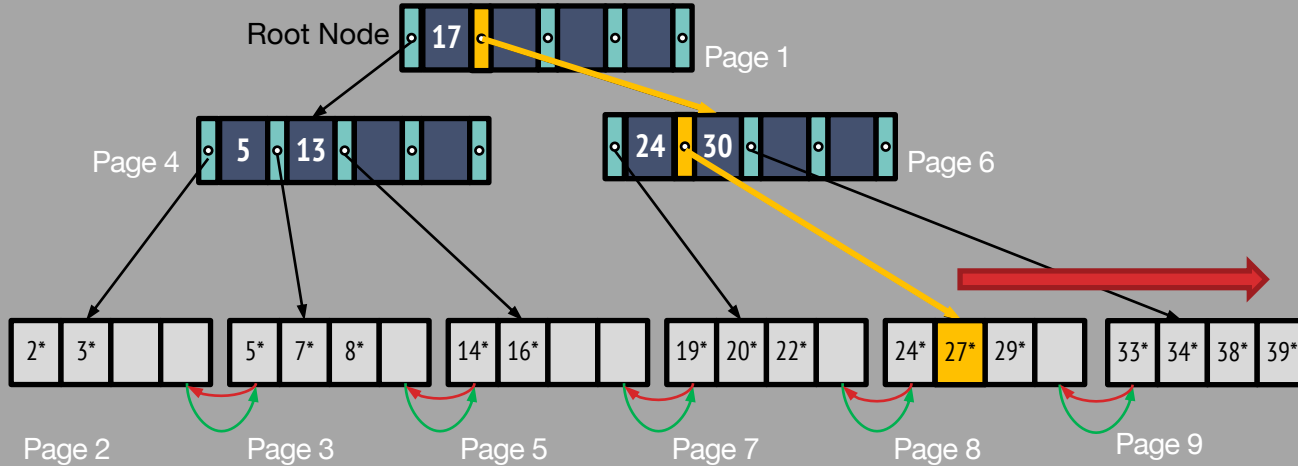 Root Node
17
Page 1
Page 4
5 13
24 30
Page 6
2* 3*
5* 7* 8*
14* 16*
19* 20* 22*
24* 27* 29*
33* 34* 38* 39*
Page 2
Page 3
Page 5
Page 7
Page 8
Page 9